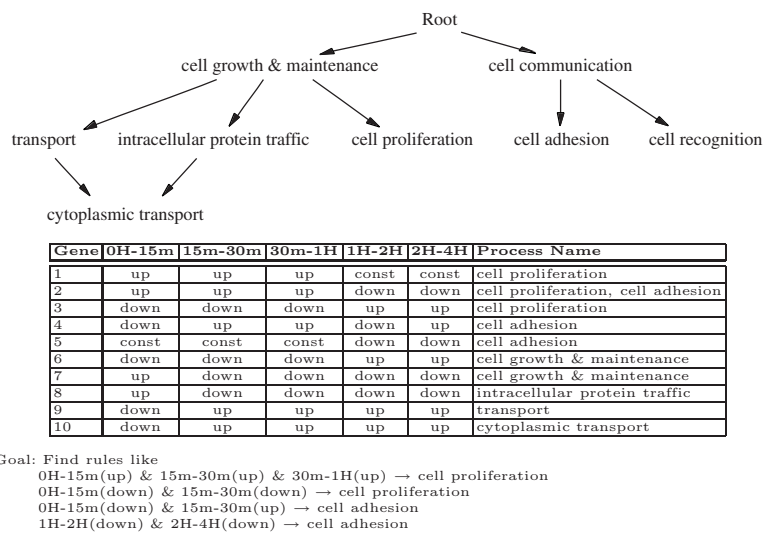 Root
cell growth & maintenance cell communication
transport intracellular protein traffic cell proliferation cell adhesion cell recognition
cytoplasmic transport
Gene 0H-15m 15m-30m 30m-1H 1H-2H 2H-4H Process Name
1 up up up const const cell proliferation
2 up up up down down cell proliferation, cell adhesion
3 down down down up up cell proliferation
4 down up up down up cell adhesion
5 const const const down down cell adhesion
6 down down down up up cell growth & maintenance
7 up down down down down cell growth & maintenance
8 up down down down down intracellular protein traffic
9 down up up up up transport
10 down up up up up cytoplasmic transport
Goal: Find rules like
0H-15m(up) & 15m-30m(up) & 30m-1H(up) → cell proliferation
0H-15m(down) & 15m-30m(down) → cell proliferation
0H-15m(down) & 15m-30m(up) → cell adhesion
1H-2H(down) & 2H-4H(down) → cell adhesion